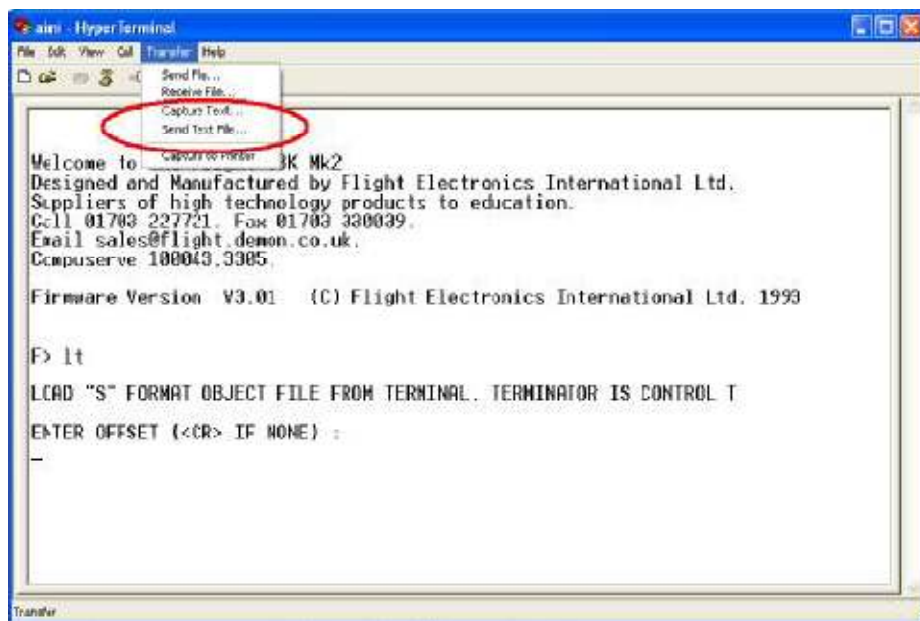 aini - HyperTerminal
File Edit View Call Transfer Help
Send File...
Receive File...
Capture Text...
Send Text File...
Capture to Printer
Welcome to K Mk2
Designed and Manufactured by Flight Electronics International Ltd.
Suppliers of high technology products to education.
Call 01703 227721. Fax 01703 330039.
Email sales@flight.demon.co.uk.
Compuserve 100043,3305.
Firmware Version V3.01 (C) Flight Electronics International Ltd. 1993
F> lt
LOAD "S" FORMAT OBJECT FILE FROM TERMINAL. TERMINATOR IS CONTROL T
ENTER OFFSET (<CR> IF NONE) :
_
Transfer